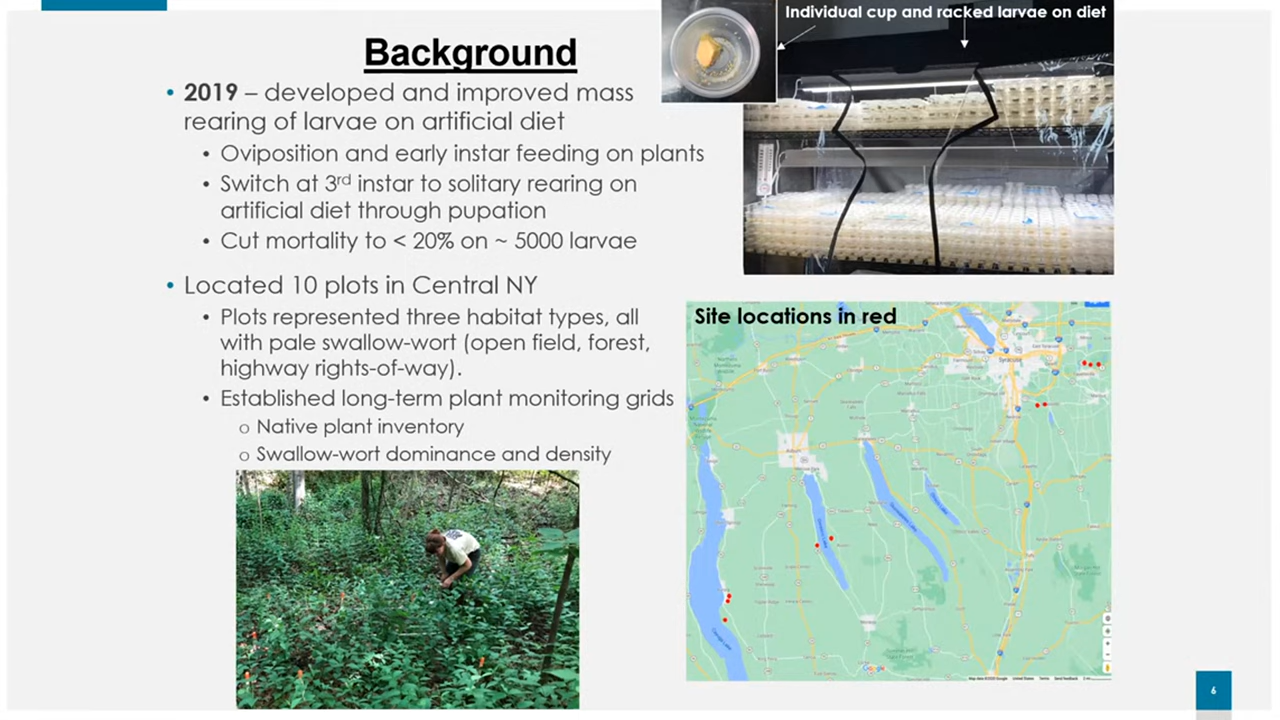 Background
Individual cup and racked larvae on diet
• 2019 – developed and improved mass
rearing of larvae on artificial diet
• Oviposition and early instar feeding on plants
• Switch at 3rd instar to solitary rearing on
artificial diet through pupation
• Cut mortality to < 20% on ~ 5000 larvae
• Located 10 plots in Central NY
• Plots represented three habitat types, all
with pale swallow-wort (open field, forest,
highway rights-of-way).
• Established long-term plant monitoring grids
o Native plant inventory
o Swallow-wort dominance and density
Site locations in red
Syracuse
Auburn
Google
6